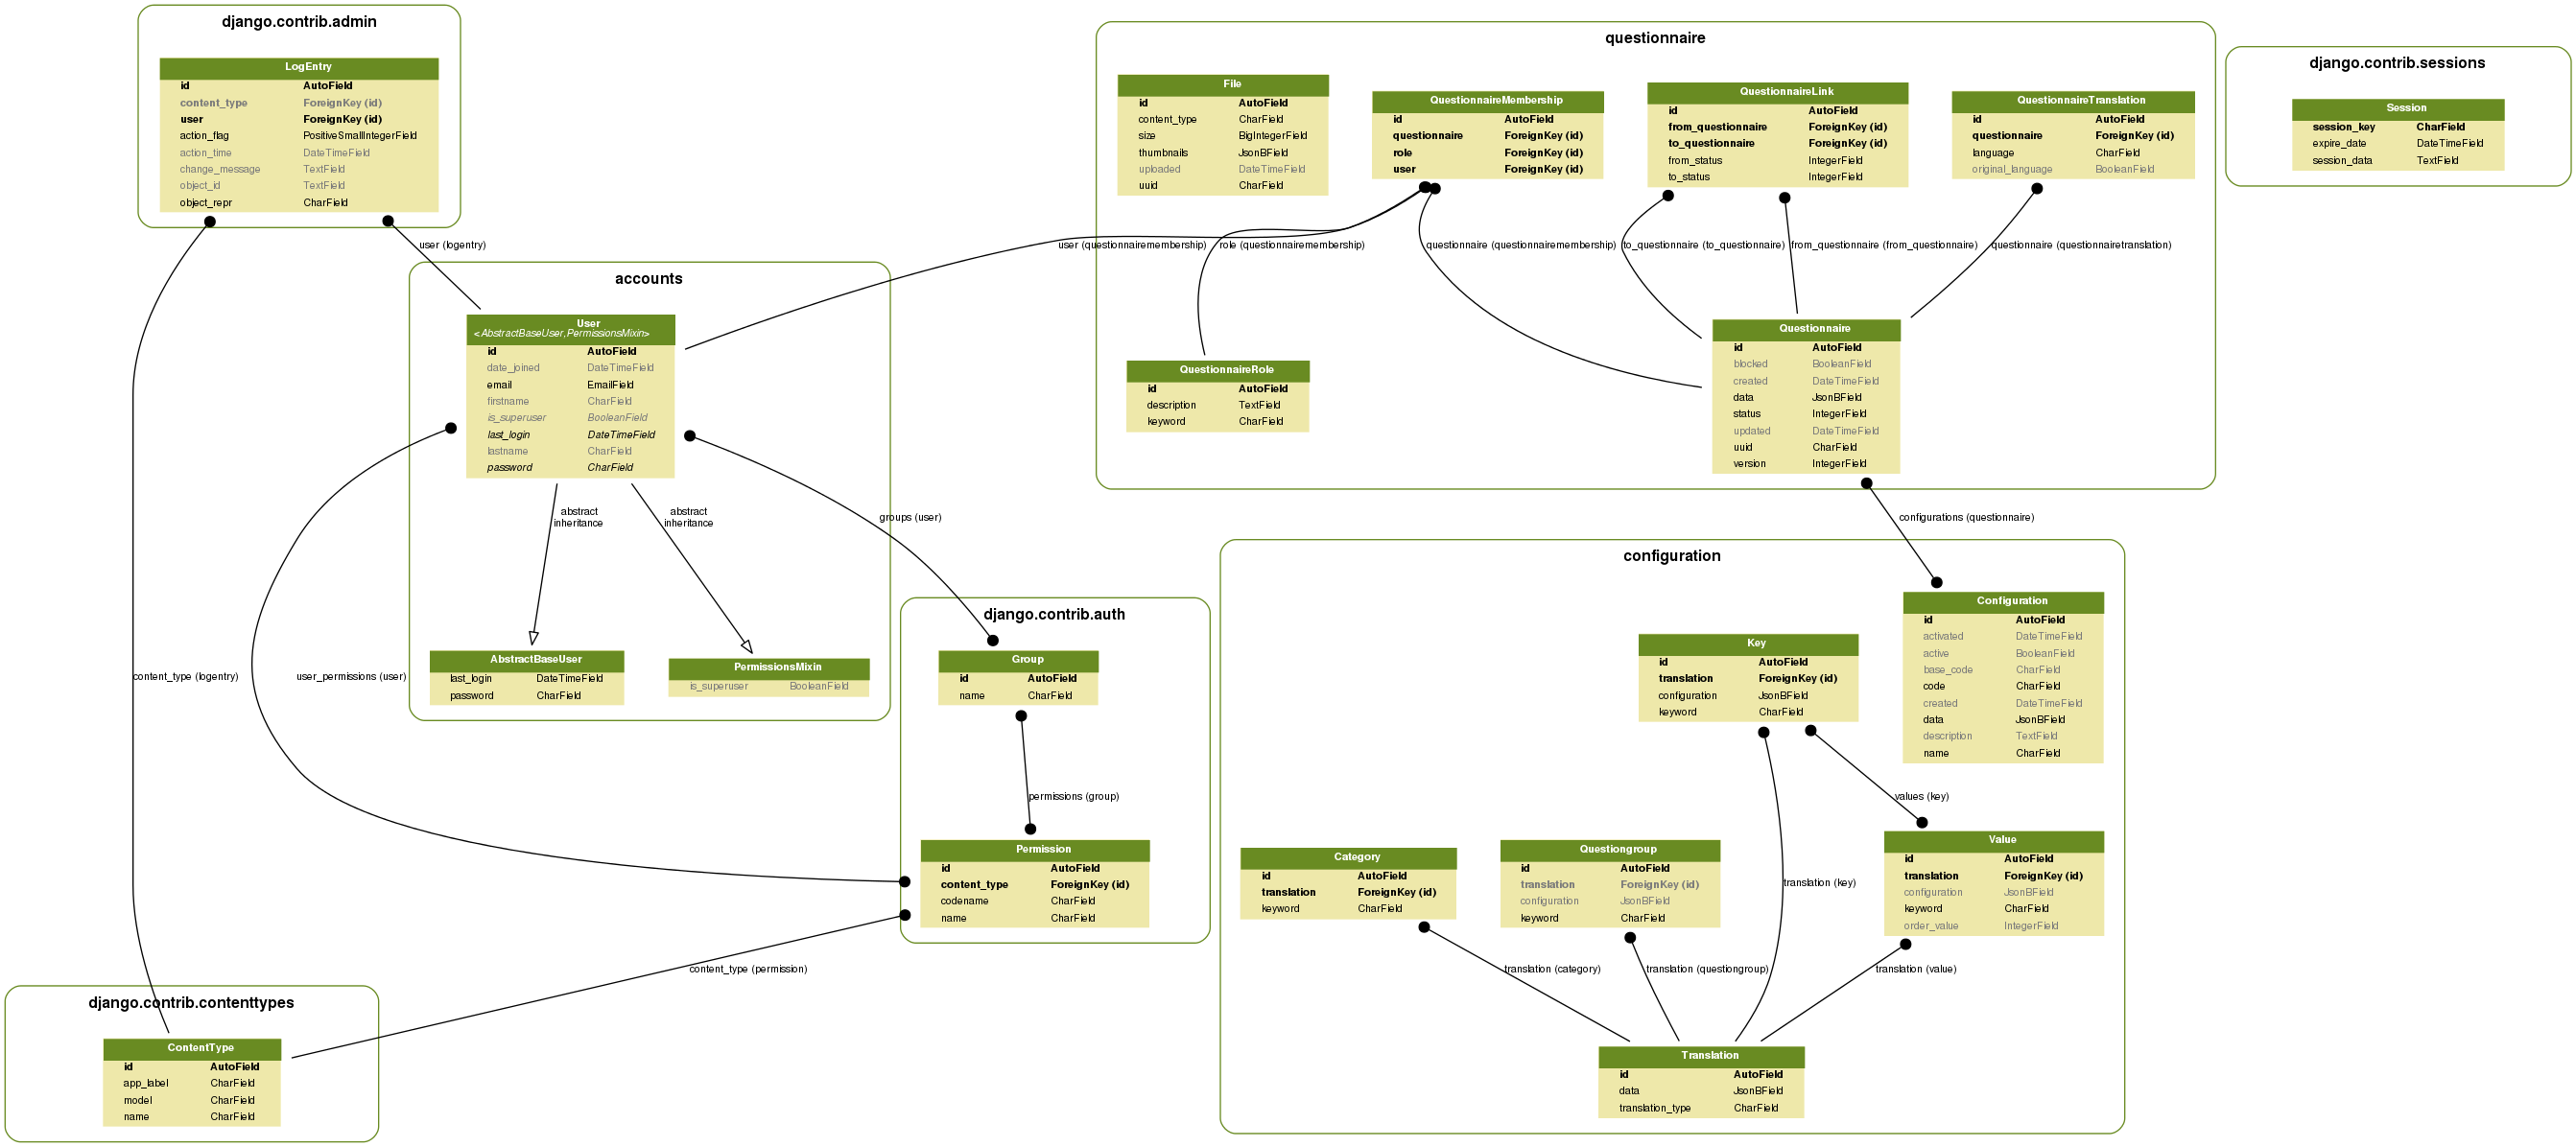 django.contrib.admin
LogEntry
id AutoField
content_type ForeignKey (id)
user ForeignKey (id)
action_flag PositiveSmallIntegerField
action_time DateTimeField
change_message TextField
object_id TextField
object_repr CharField
questionnaire
File
id AutoField
content_type CharField
size BigIntegerField
thumbnails JsonBField
uploaded DateTimeField
uuid CharField
QuestionnaireMembership
id AutoField
questionnaire ForeignKey (id)
role ForeignKey (id)
user ForeignKey (id)
QuestionnaireLink
id AutoField
from_questionnaire ForeignKey (id)
to_questionnaire ForeignKey (id)
from_status IntegerField
to_status IntegerField
QuestionnaireTranslation
id AutoField
questionnaire ForeignKey (id)
language CharField
original_language BooleanField
django.contrib.sessions
Session
session_key CharField
expire_date DateTimeField
session_data TextField
user (logentry)
user (questionnairemembership)
role (questionnairemembership)
questionnaire (questionnairemembership)
to_questionnaire (to_questionnaire)
from_questionnaire (from_questionnaire)
questionnaire (questionnairetranslation)
accounts
User
<AbstractBaseUser,PermissionsMixin>
id AutoField
date_joined DateTimeField
email EmailField
firstname CharField
is_superuser BooleanField
last_login DateTimeField
lastname CharField
password CharField
QuestionnaireRole
id AutoField
description TextField
keyword CharField
Questionnaire
id AutoField
blocked BooleanField
created DateTimeField
data JsonBField
status IntegerField
updated DateTimeField
uuid CharField
version IntegerField
abstract
inheritance
abstract
inheritance
groups (user)
configurations (questionnaire)
AbstractBaseUser
last_login DateTimeField
password CharField
PermissionsMixin
is_superuser BooleanField
content_type (logentry)
user_permissions (user)
django.contrib.auth
Group
id AutoField
name CharField
permissions (group)
Permission
id AutoField
content_type ForeignKey (id)
codename CharField
name CharField
configuration
Configuration
id AutoField
activated DateTimeField
active BooleanField
base_code CharField
code CharField
created DateTimeField
data JsonBField
description TextField
name CharField
Key
id AutoField
translation ForeignKey (id)
configuration JsonBField
keyword CharField
values (key)
Category
id AutoField
translation ForeignKey (id)
keyword CharField
Questiongroup
id AutoField
translation ForeignKey (id)
configuration JsonBField
keyword CharField
translation (key)
Value
id AutoField
translation ForeignKey (id)
configuration JsonBField
keyword CharField
order_value IntegerField
content_type (permission)
translation (category)
translation (questiongroup)
translation (value)
django.contrib.contenttypes
ContentType
id AutoField
app_label CharField
model CharField
name CharField
Translation
id AutoField
data JsonBField
translation_type CharField